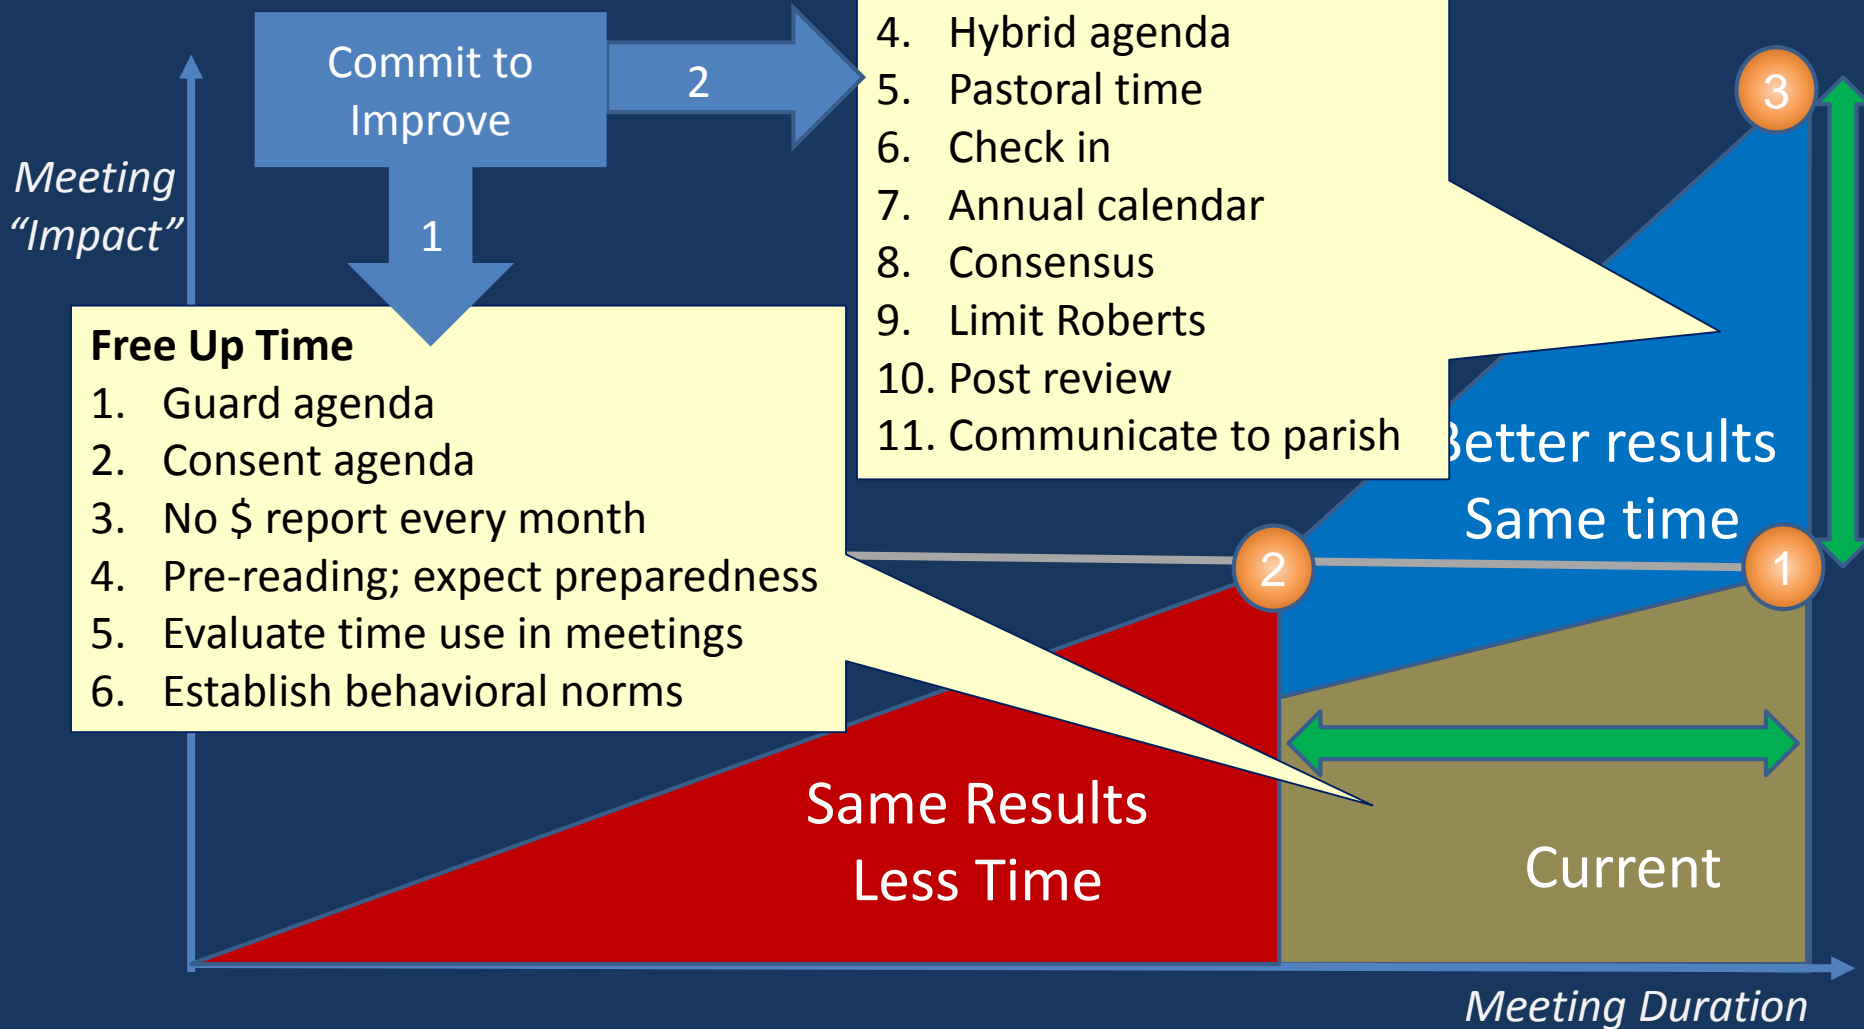 Commit to
Improve
2
1
Meeting
“Impact”
4. Hybrid agenda
5. Pastoral time
6. Check in
7. Annual calendar
8. Consensus
9. Limit Roberts
10. Post review
11. Communicate to parish
3
Free Up Time
1. Guard agenda
2. Consent agenda
3. No $ report every month
4. Pre-reading; expect preparedness
5. Evaluate time use in meetings
6. Establish behavioral norms
Better results
Same time
2
1
Same Results
Less Time
Current
Meeting Duration